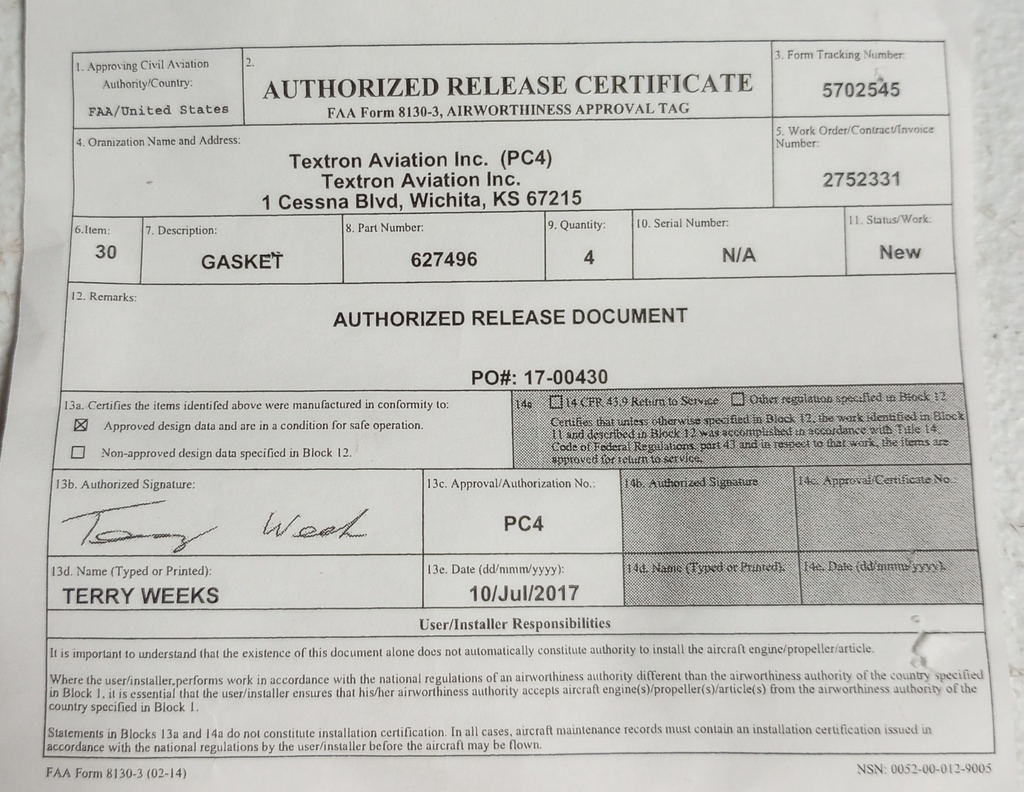 1. Approving Civil Aviation
Authority/Country:
FAA/United States
2.
AUTHORIZED RELEASE CERTIFICATE
FAA Form 8130-3, AIRWORTHINESS APPROVAL TAG
3. Form Tracking Number
5702545
4. Oranization Name and Address:
Textron Aviation Inc. (PC4)
Textron Aviation Inc.
1 Cessna Blvd, Wichita, KS 67215
5. Work Order/Contract/Invoice
Number:
2752331
6.Item:
30
7. Description:
GASKET
8. Part Number:
627496
9. Quantity:
4
10. Serial Number:
N/A
11. Status/Work:
New
12. Remarks:
AUTHORIZED RELEASE DOCUMENT
PO#: 17-00430
13a. Certifies the items identifed above were manufactured in conformity to:
☒ Approved design data and are in a condition for safe operation.
☐ Non-approved design data specified in Block 12.
14a ☐ 14 CFR 43.9 Return to Service ☐ Other regulation specified in Block 12
Certifies that unless otherwise specified in Block 12, the work identified in Block
11 and described in Block 12 was accomplished in accordance with Title 14,
Code of Federal Regulations, part 43 and in respect to that work, the items are
approved for return to service.
13b. Authorized Signature:
Terry Weeks
13c. Approval/Authorization No.:
PC4
14b. Authorized Signature
14c. Approval/Certificate No.:
13d. Name (Typed or Printed):
TERRY WEEKS
13e. Date (dd/mmm/yyyy):
10/Jul/2017
14d. Name (Typed or Printed).
14e. Date (dd/mmm/yyyy).
User/Installer Responsibilities
It is important to understand that the existence of this document alone does not automatically constitute authority to install the aircraft engine/propeller/article.
Where the user/installer,performs work in accordance with the national regulations of an airworthiness authority different than the airworthiness authority of the country specified
in Block 1, it is essential that the user/installer ensures that his/her airworthiness authority accepts aircraft engine(s)/propeller(s)/article(s) from the airworthiness authority of the
country specified in Block 1.
Statements in Blocks 13a and 14a do not constitute installation certification. In all cases, aircraft maintenance records must contain an installation certification issued in
accordance with the national regulations by the user/installer before the aircraft may be flown.
FAA Form 8130-3 (02-14)
NSN: 0052-00-012-9005